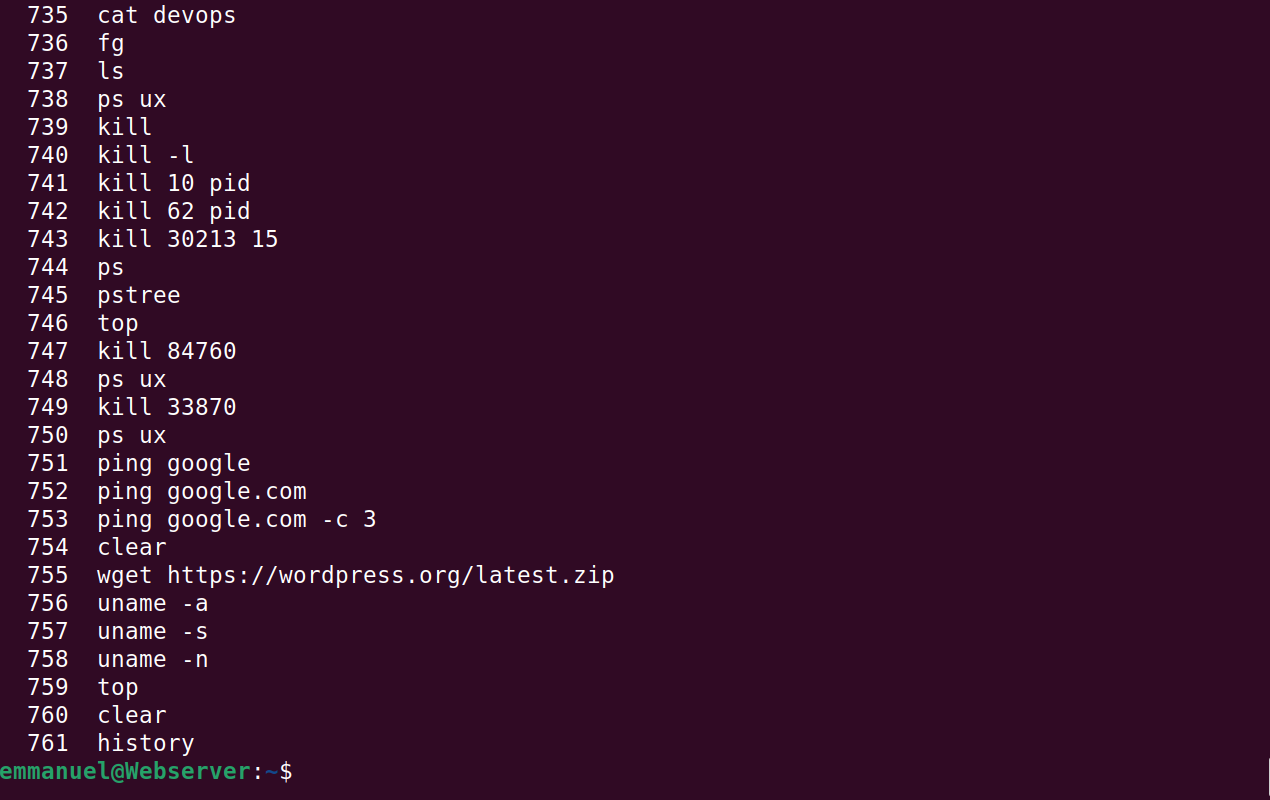 735  cat devops
736  fg
737  ls
738  ps ux
739  kill
740  kill -l
741  kill 10 pid
742  kill 62 pid
743  kill 30213 15
744  ps
745  pstree
746  top
747  kill 84760
748  ps ux
749  kill 33870
750  ps ux
751  ping google
752  ping google.com
753  ping google.com -c 3
754  clear
755  wget https://wordpress.org/latest.zip
756  uname -a
757  uname -s
758  uname -n
759  top
760  clear
761  history
emmanuel@Webserver:~$